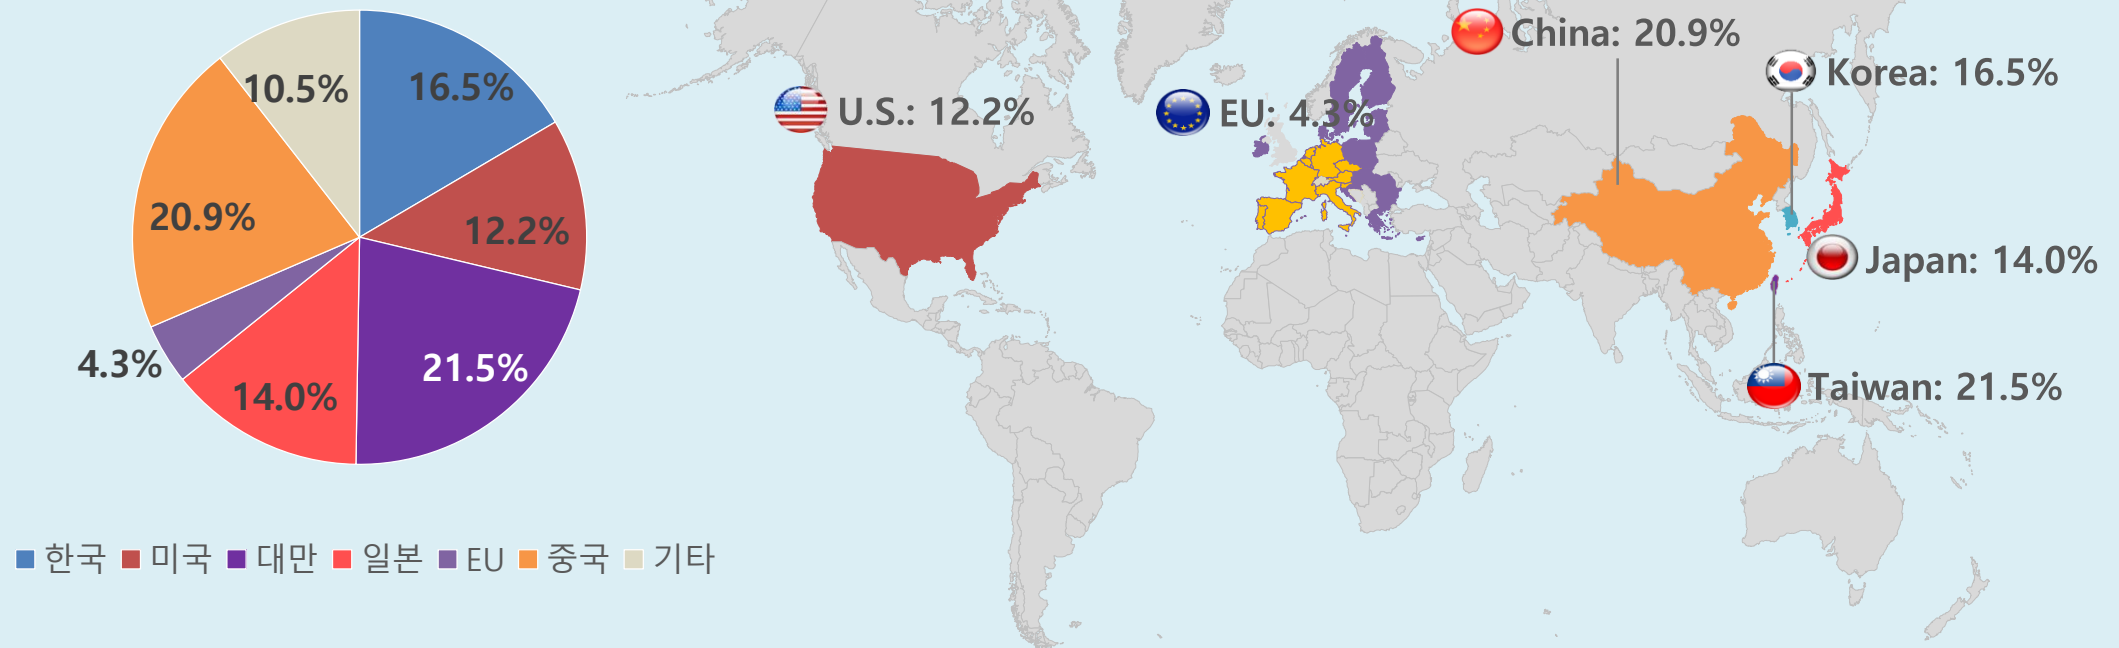 10.5%
16.5%
20.9%
12.2%
4.3%
14.0%
21.5%
한국 미국 대만 일본 EU 중국 기타
China: 20.9%
Korea: 16.5%
U.S.: 12.2%
EU: 4.3%
Japan: 14.0%
Taiwan: 21.5%